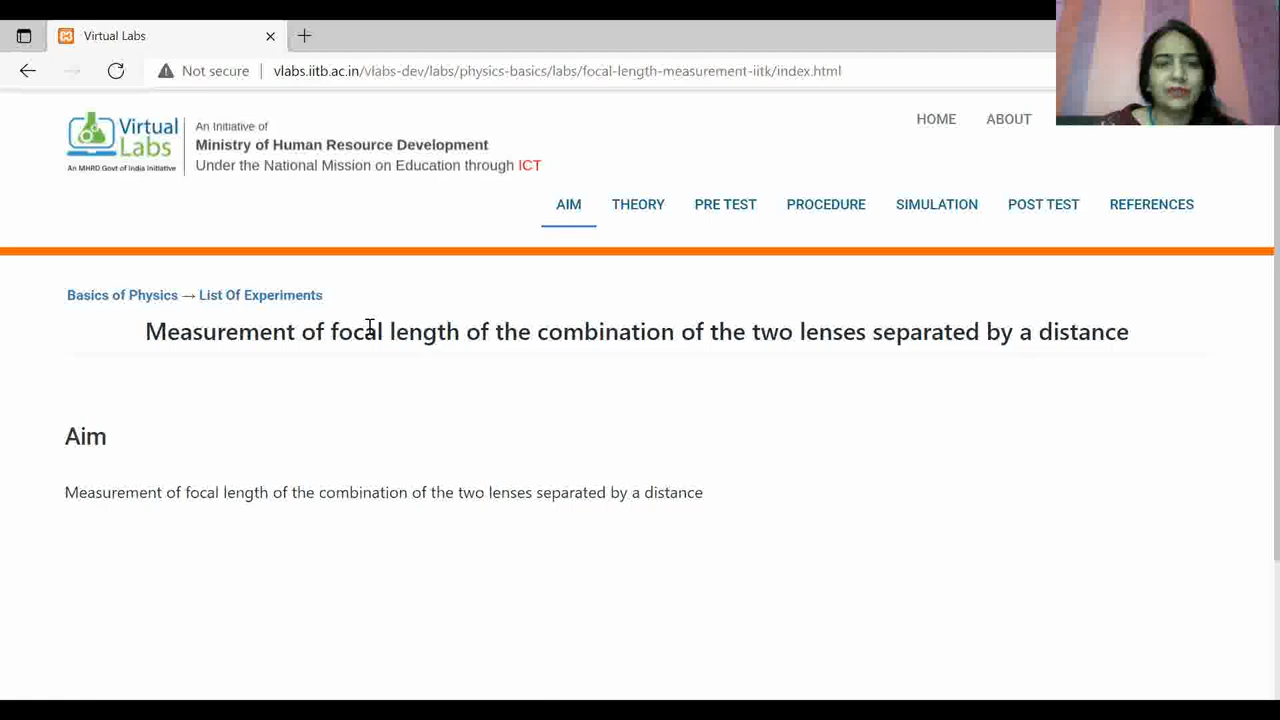 Virtual Labs
Not secure
vlabs.iitb.ac.in/vlabs-dev/labs/physics-basics/labs/focal-length-measurement-iitk/index.html
Virtual
Labs
An MHRD Govt of India Initiative
An Initiative of
Ministry of Human Resource Development
Under the National Mission on Education through ICT
HOME ABOUT
AIM THEORY PRE TEST PROCEDURE SIMULATION POST TEST REFERENCES
Basics of Physics → List Of Experiments
Measurement of focal length of the combination of the two lenses separated by a distance
Aim
Measurement of focal length of the combination of the two lenses separated by a distance